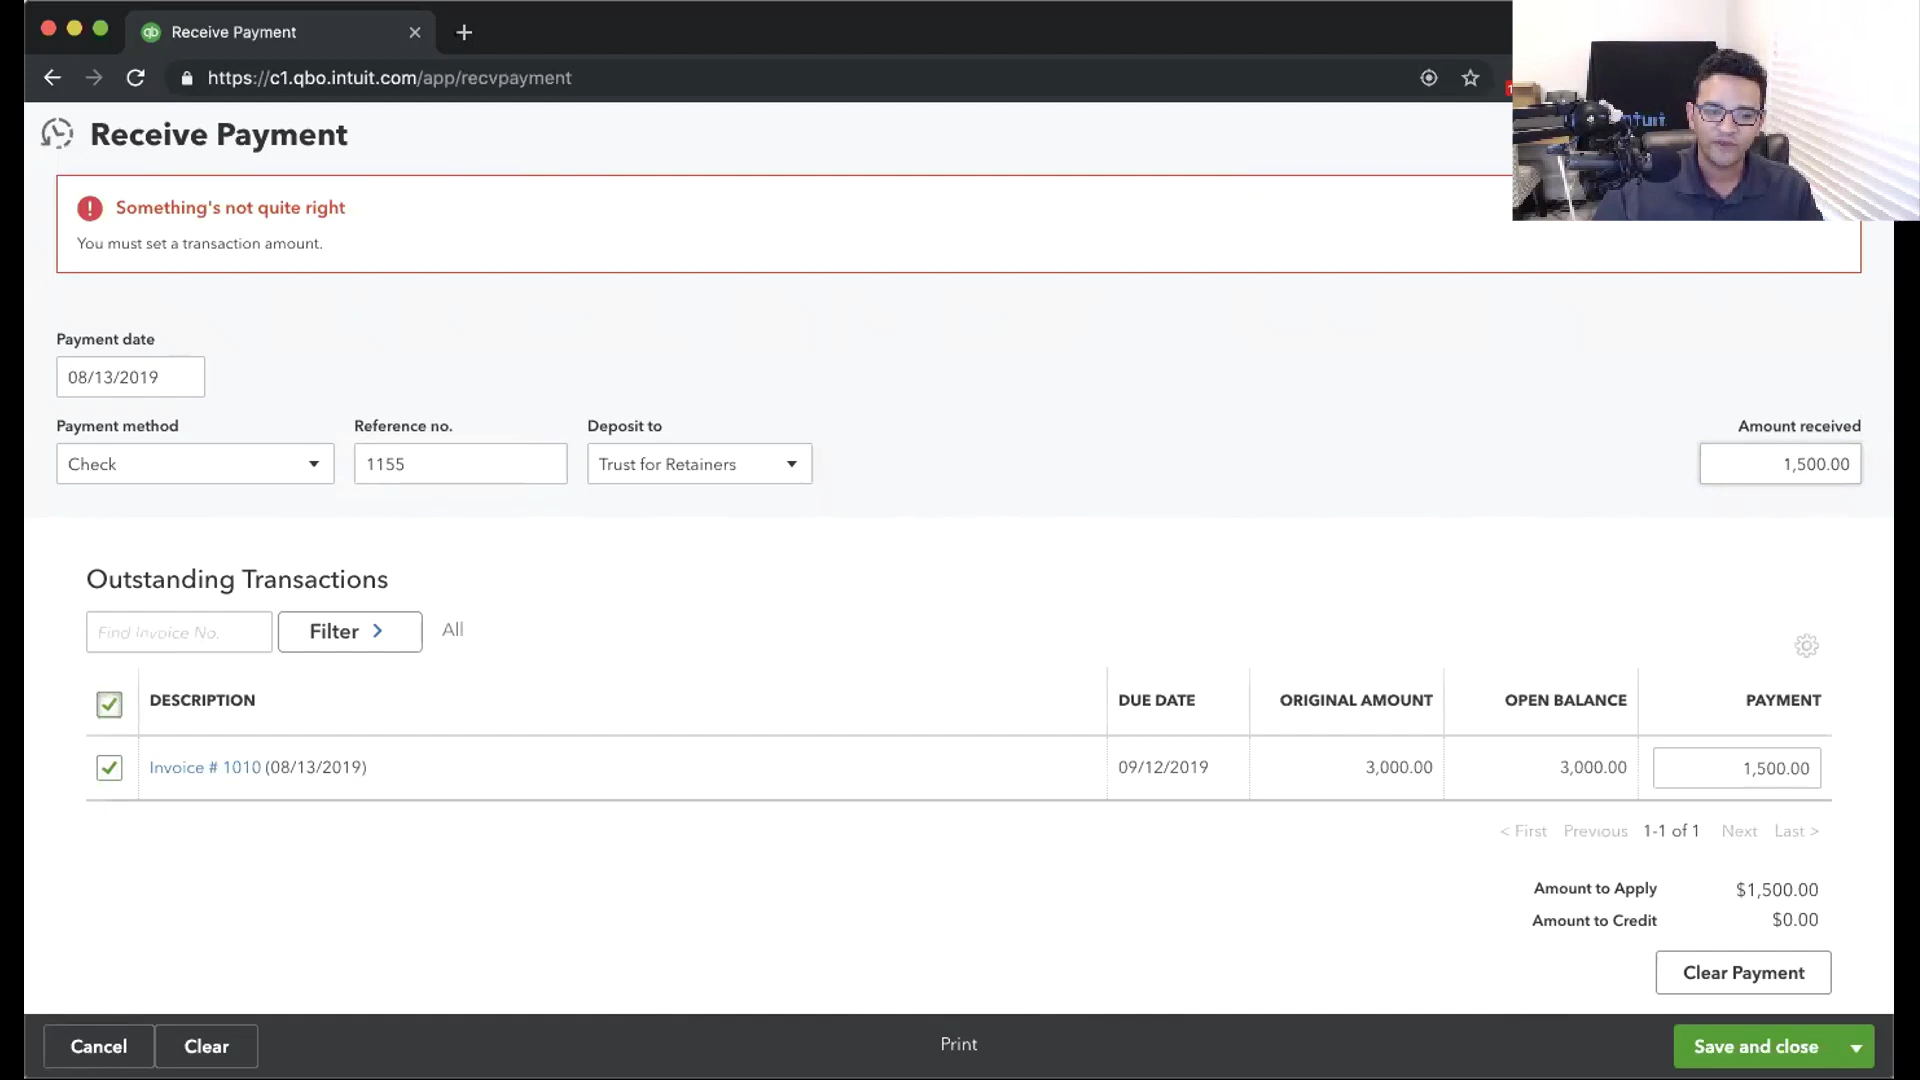 qb Receive Payment
https://c1.qbo.intuit.com/app/recvpayment
Receive Payment
Something's not quite right
You must set a transaction amount.
Payment date
08/13/2019
Payment method Reference no. Deposit to Amount received
Check 1155 Trust for Retainers 1,500.00
Outstanding Transactions
Find Invoice No. Filter > All
DESCRIPTION DUE DATE ORIGINAL AMOUNT OPEN BALANCE PAYMENT
Invoice # 1010 (08/13/2019) 09/12/2019 3,000.00 3,000.00 1,500.00
< First Previous 1-1 of 1 Next Last >
Amount to Apply $1,500.00
Amount to Credit $0.00
Clear Payment
Cancel Clear Print Save and close